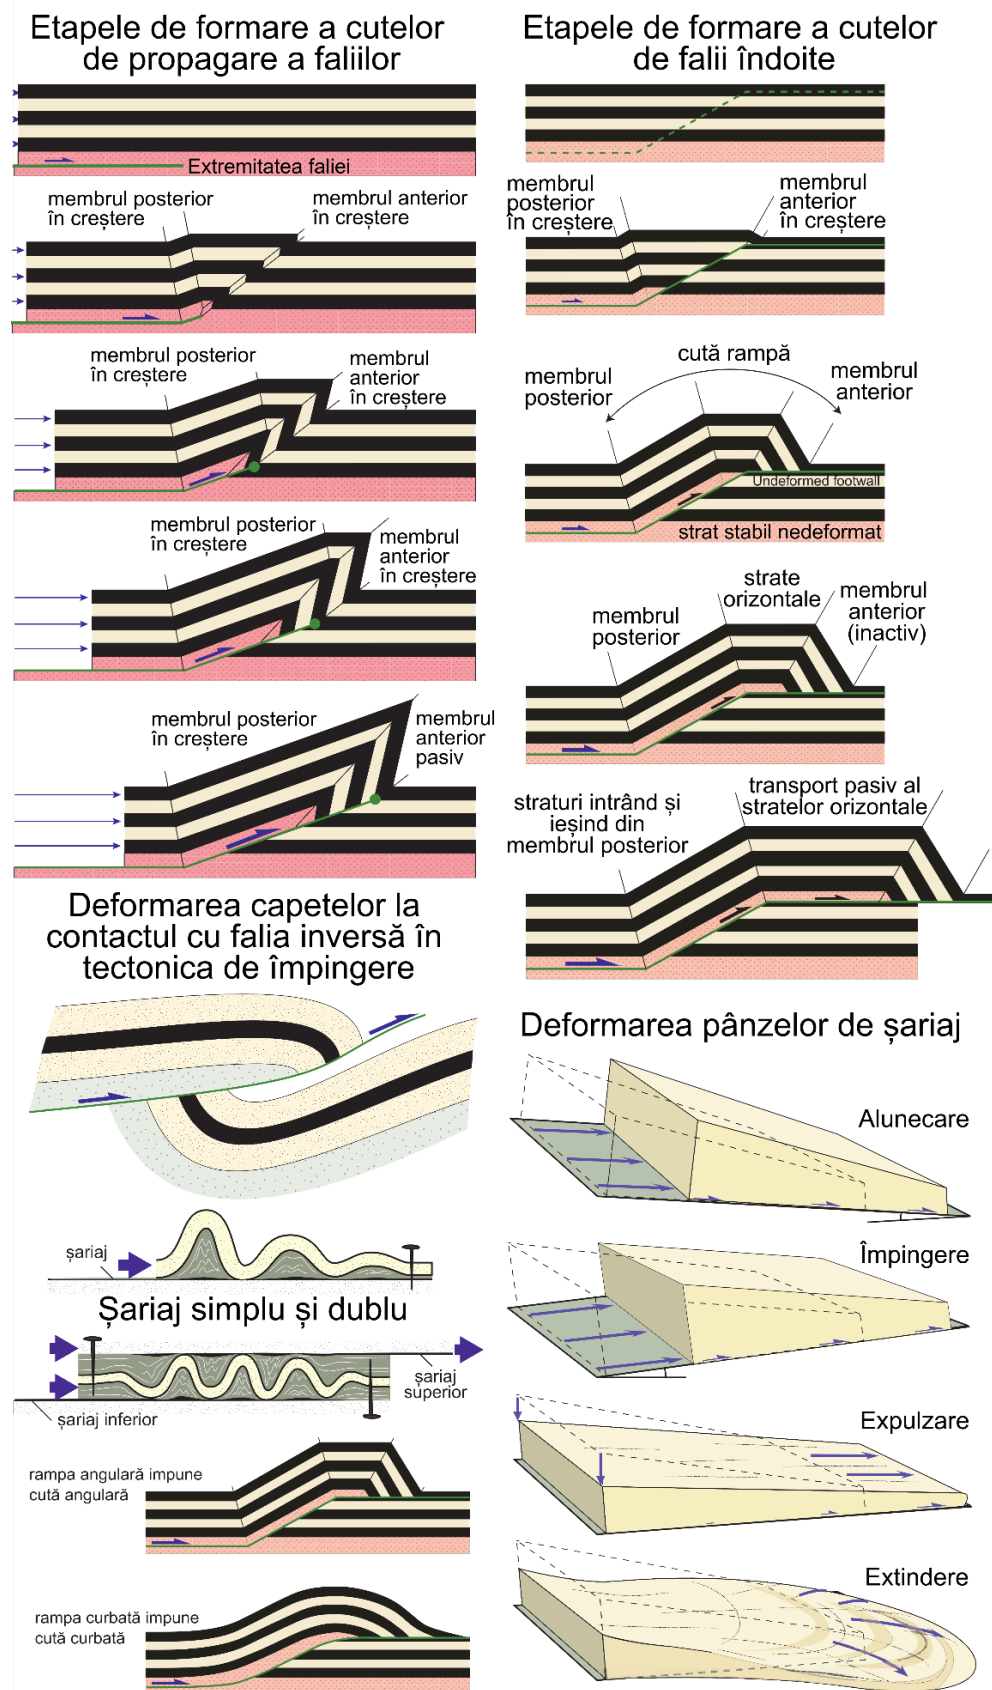 Etapele de formare a cutelor
de propagare a faliilor
Extremitatea faliei
membrul posterior
în creștere
membrul anterior
în creștere
membrul posterior
în creștere
membrul
anterior
în creștere
membrul posterior
în creștere
membrul
anterior
în creștere
membrul posterior
în creștere
membrul
anterior
pasiv
Deformarea capetelor la
contactul cu falia inversă în
tectonica de împingere
șariaj
Șariaj simplu și dublu
șariaj
superior
șariaj inferior
rampa angulară impune
cută angulară
rampa curbată impune
cută curbată
Etapele de formare a cutelor
de falii îndoite
membrul
posterior
în creștere
membrul
anterior
în creștere
cută rampă
membrul
posterior
membrul
anterior
Undeformed footwall
strat stabil nedeformat
strate
orizontale
membrul
posterior
membrul
anterior
(inactiv)
straturi intrând și
ieșind din
membrul posterior
transport pasiv al
stratelor orizontale
Deformarea pânzelor de șariaj
Alunecare
Împingere
Expulzare
Extindere